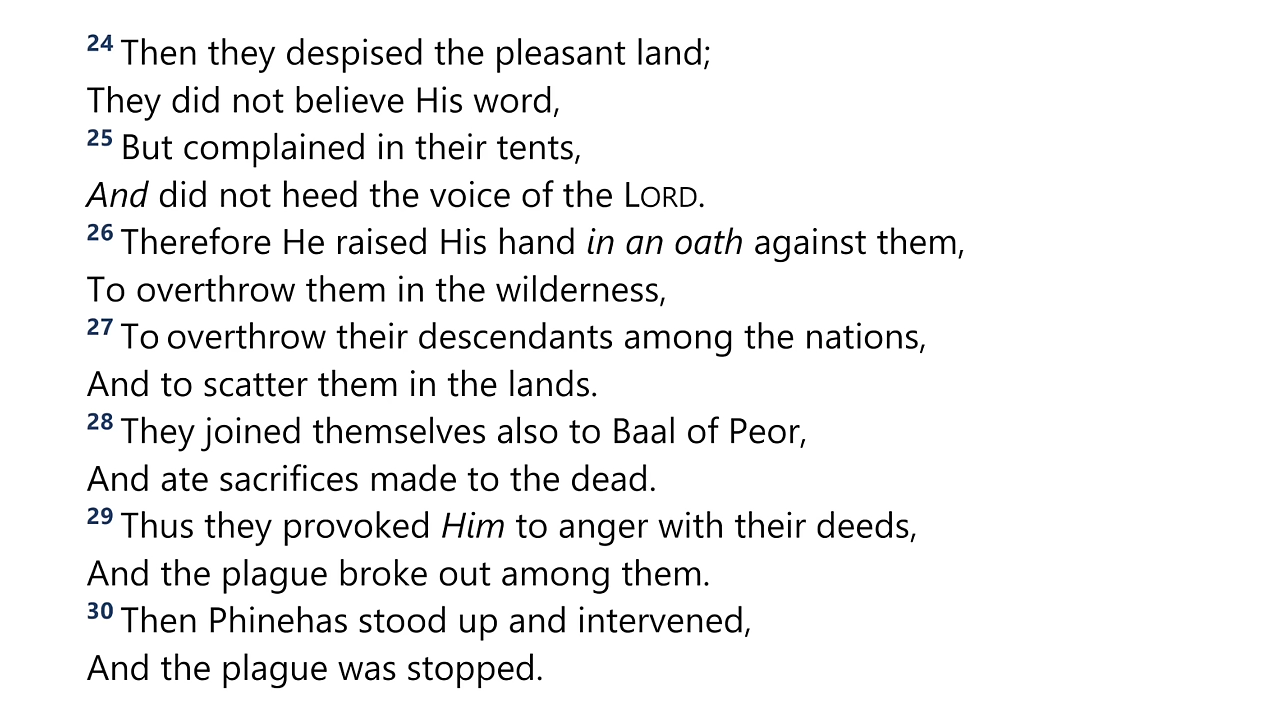 24 Then they despised the pleasant land;
They did not believe His word,
25 But complained in their tents,
And did not heed the voice of the LORD.
26 Therefore He raised His hand in an oath against them,
To overthrow them in the wilderness,
27 To overthrow their descendants among the nations,
And to scatter them in the lands.
28 They joined themselves also to Baal of Peor,
And ate sacrifices made to the dead.
29 Thus they provoked Him to anger with their deeds,
And the plague broke out among them.
30 Then Phinehas stood up and intervened,
And the plague was stopped.